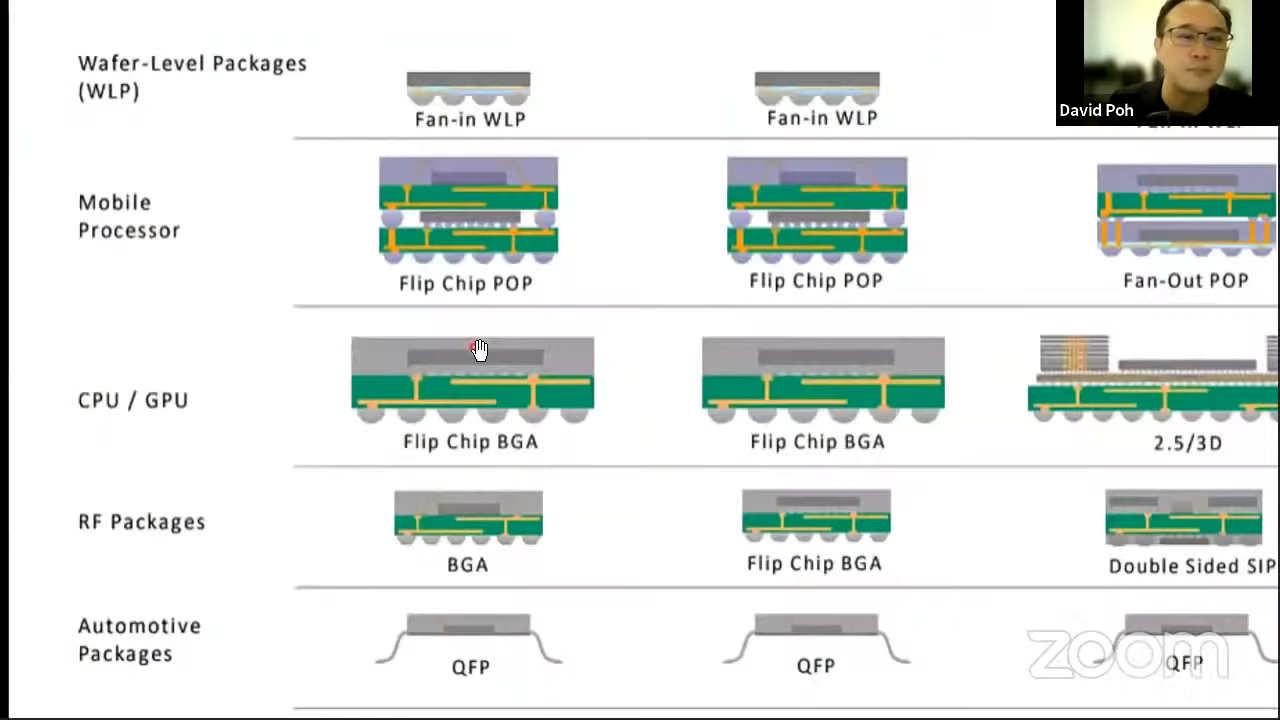 Wafer-Level Packages
(WLP)
Fan-in WLP
Fan-in WLP
David Poh
Mobile
Processor
Flip Chip POP
Flip Chip POP
Fan-Out POP
CPU / GPU
Flip Chip BGA
Flip Chip BGA
2.5/3D
RF Packages
BGA
Flip Chip BGA
Double Sided SIP
Automotive
Packages
QFP
QFP
QFP
zoom